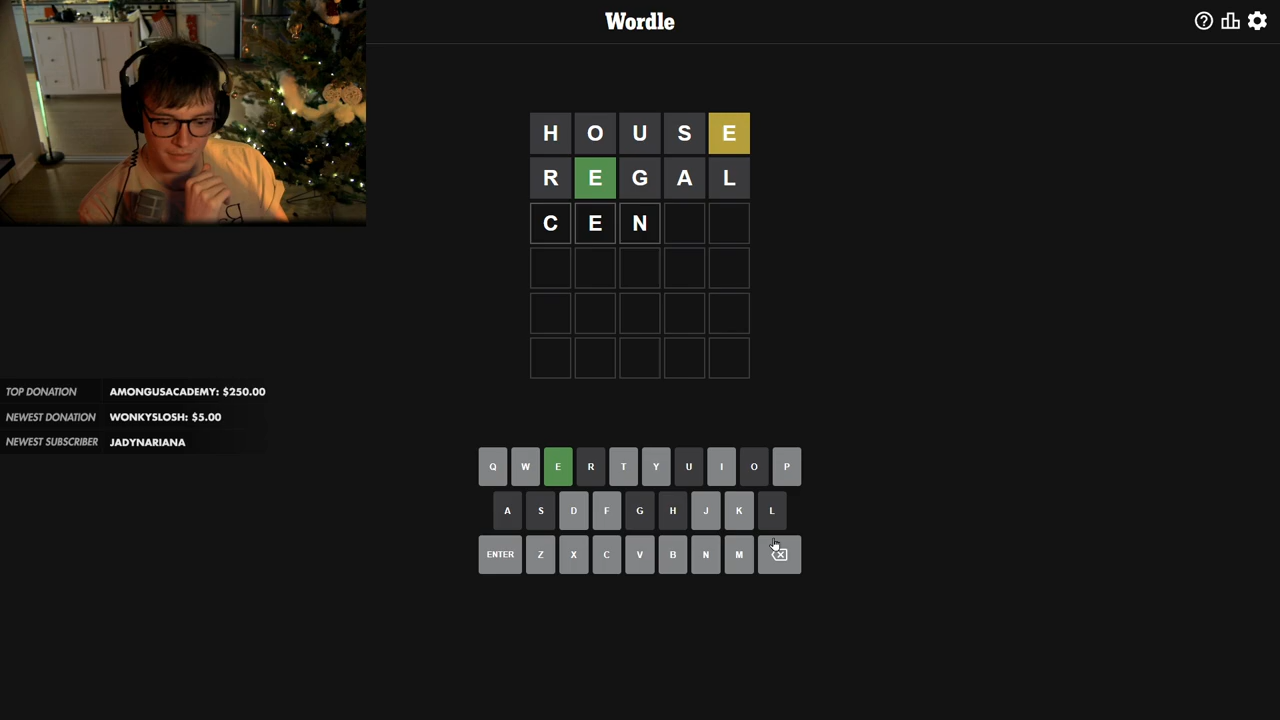 Wordle
H O U S E
R E G A L
C E N
TOP DONATION AMONGUSACADEMY: $250.00
NEWEST DONATION WONKYSLOSH: $5.00
NEWEST SUBSCRIBER JADYNARIANA
Q W E R T Y U I O P
A S D F G H J K L
ENTER Z X C V B N M